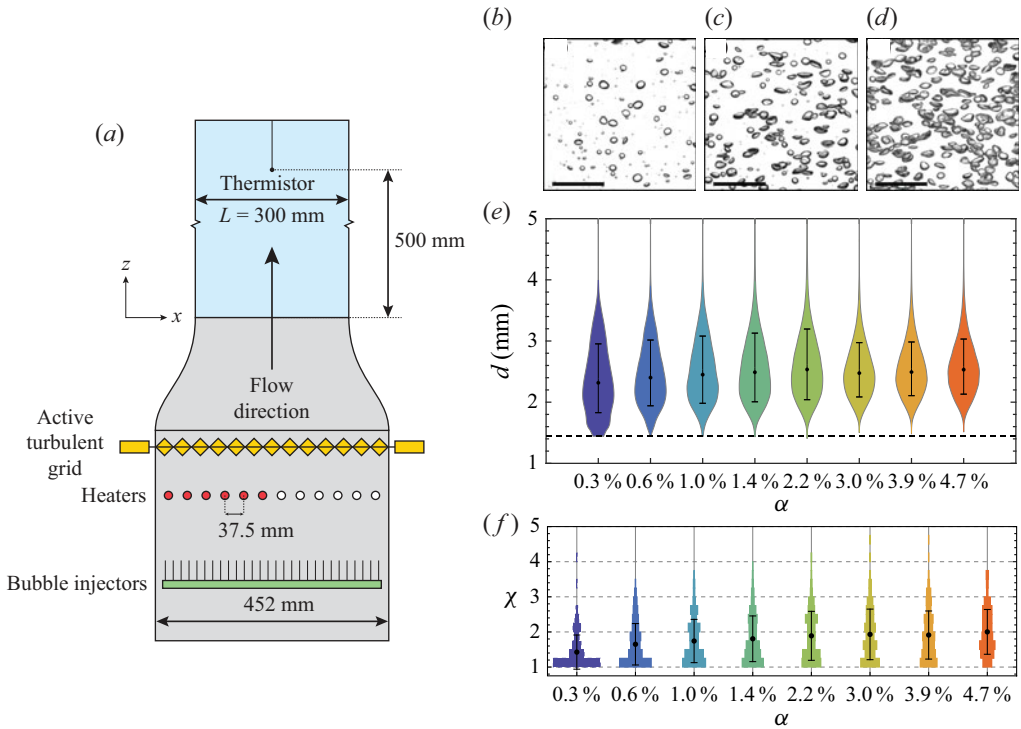 (a)
Thermistor
L = 300 mm
500 mm
z
x
Flow
direction
Active
turbulent
grid
Heaters
37.5 mm
Bubble injectors
452 mm
(b)
(c)
(d)
(e)
5
4
3
2
1
d (mm)
0.3 % 0.6 % 1.0 % 1.4 % 2.2 % 3.0 % 3.9 % 4.7 %
α
(f)
5
4
3
2
1
χ
0.3 % 0.6 % 1.0 % 1.4 % 2.2 % 3.0 % 3.9 % 4.7 %
α